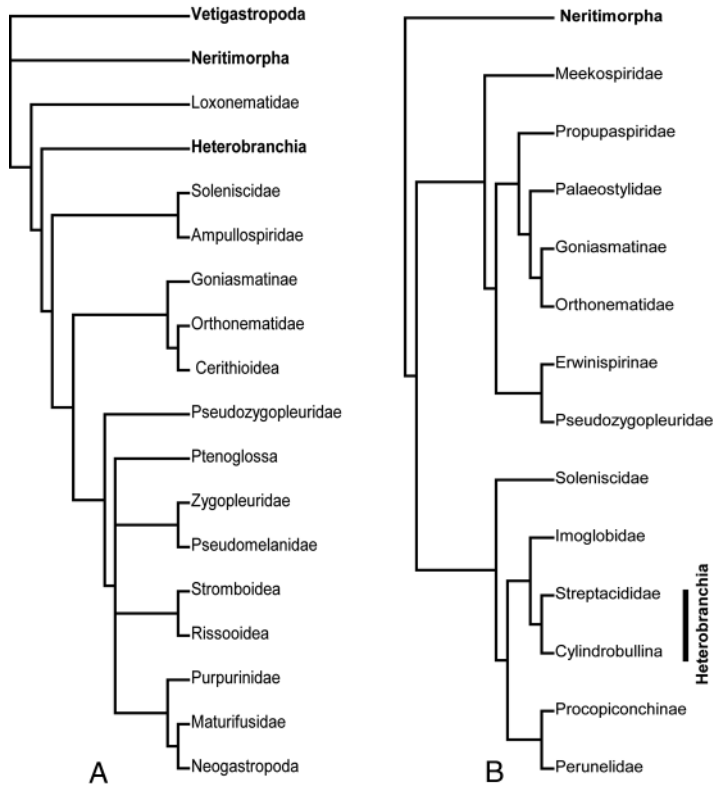 Vetigastropoda
Neritimorpha
Loxonematidae
Heterobranchia
Soleniscidae
Ampullospiridae
Goniasmatinae
Orthonematidae
Cerithioidea
Pseudozygopleuridae
Ptenoglossa
Zygopleuridae
Pseudomelanidae
Stromboidea
Rissooidea
Purpurinidae
Maturifusidae
Neogastropoda
A
Neritimorpha
Meekospiridae
Propupaspiridae
Palaeostylidae
Goniasmatinae
Orthonematidae
Erwinispirinae
Pseudozygopleuridae
Soleniscidae
Imoglobidae
Streptacididae
Cylindrobullina
Heterobranchia
Procopiconchinae
Perunelidae
B